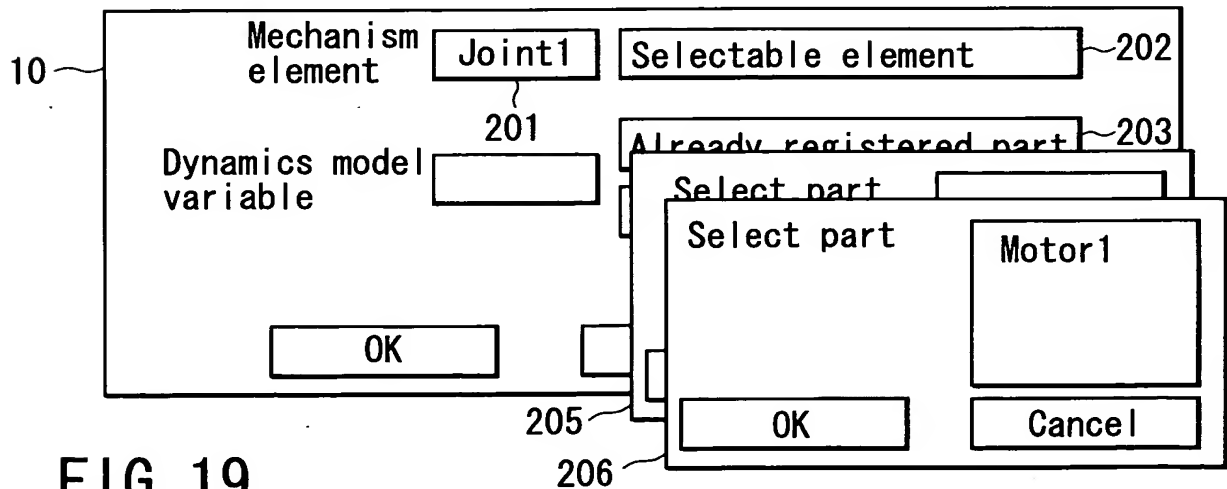 10
Mechanism element
Joint1
Selectable element
202
201
Already registered part
203
Dynamics model variable
Select part
Select part
Motor1
OK
205
OK
Cancel
206
FIG. 19